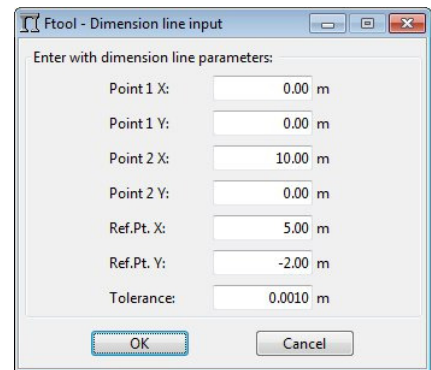 Ftool - Dimension line input
Enter with dimension line parameters:
Point 1 X: 0.00 m
Point 1 Y: 0.00 m
Point 2 X: 10.00 m
Point 2 Y: 0.00 m
Ref.Pt. X: 5.00 m
Ref.Pt. Y: -2.00 m
Tolerance: 0.0010 m
OK Cancel